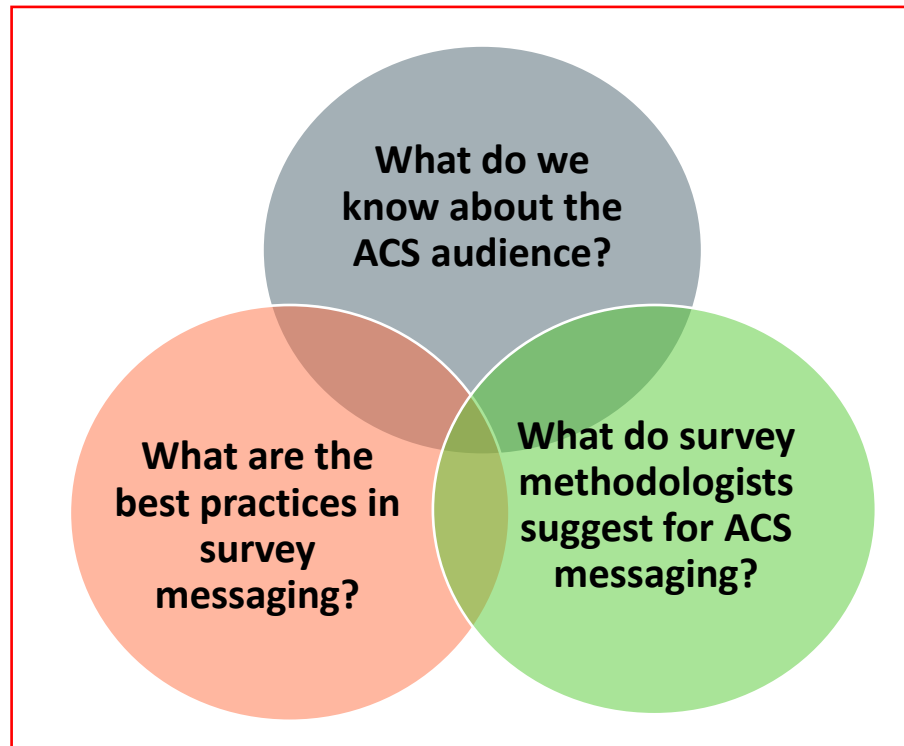 What do we
know about the
ACS audience?
What are the
best practices in
survey
messaging?
What do survey
methodologists
suggest for ACS
messaging?